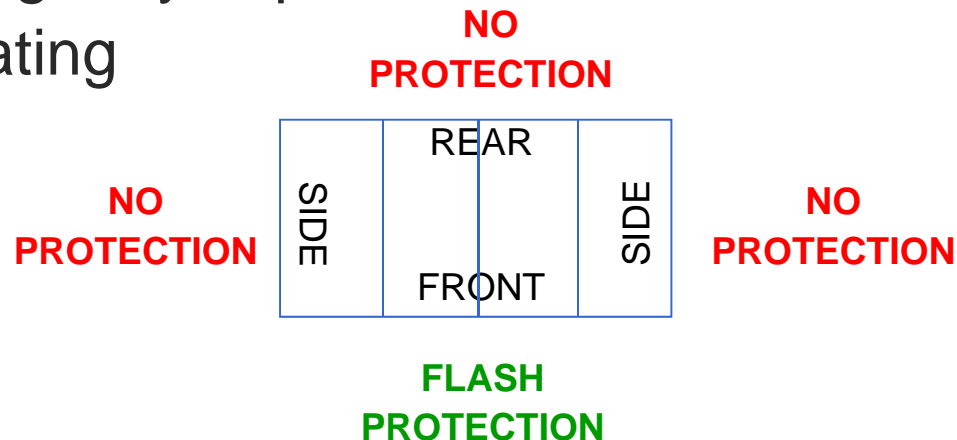 ating
NO
PROTECTION
REAR
NO
PROTECTION
SIDE
SIDE
NO
PROTECTION
FRONT
FLASH
PROTECTION